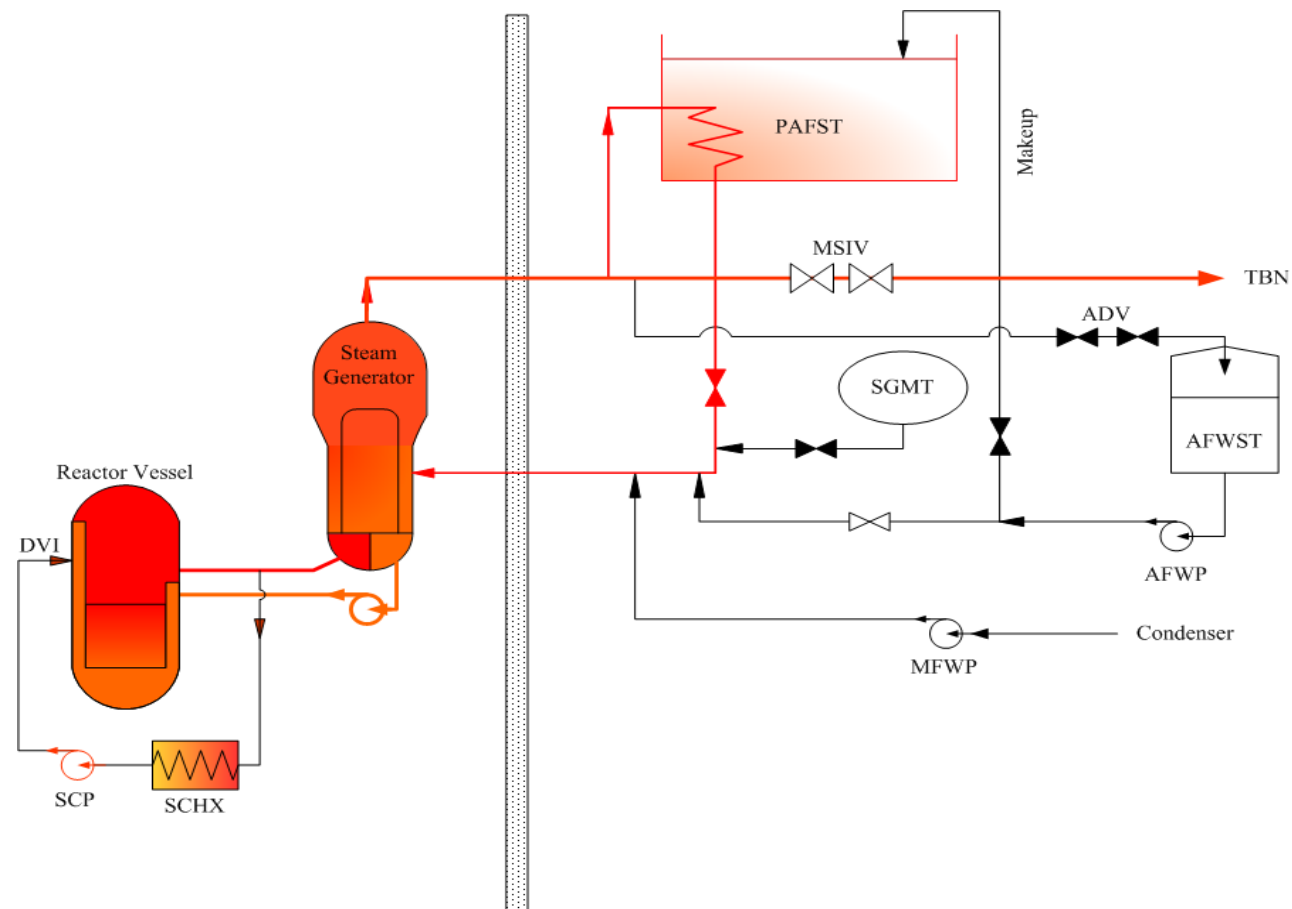 PAFST
Makeup
MSIV
TBN
ADV
Steam
Generator
SGMT
AFWST
Reactor Vessel
DVI
AFWP
Condenser
MFWP
SCP
SCHX